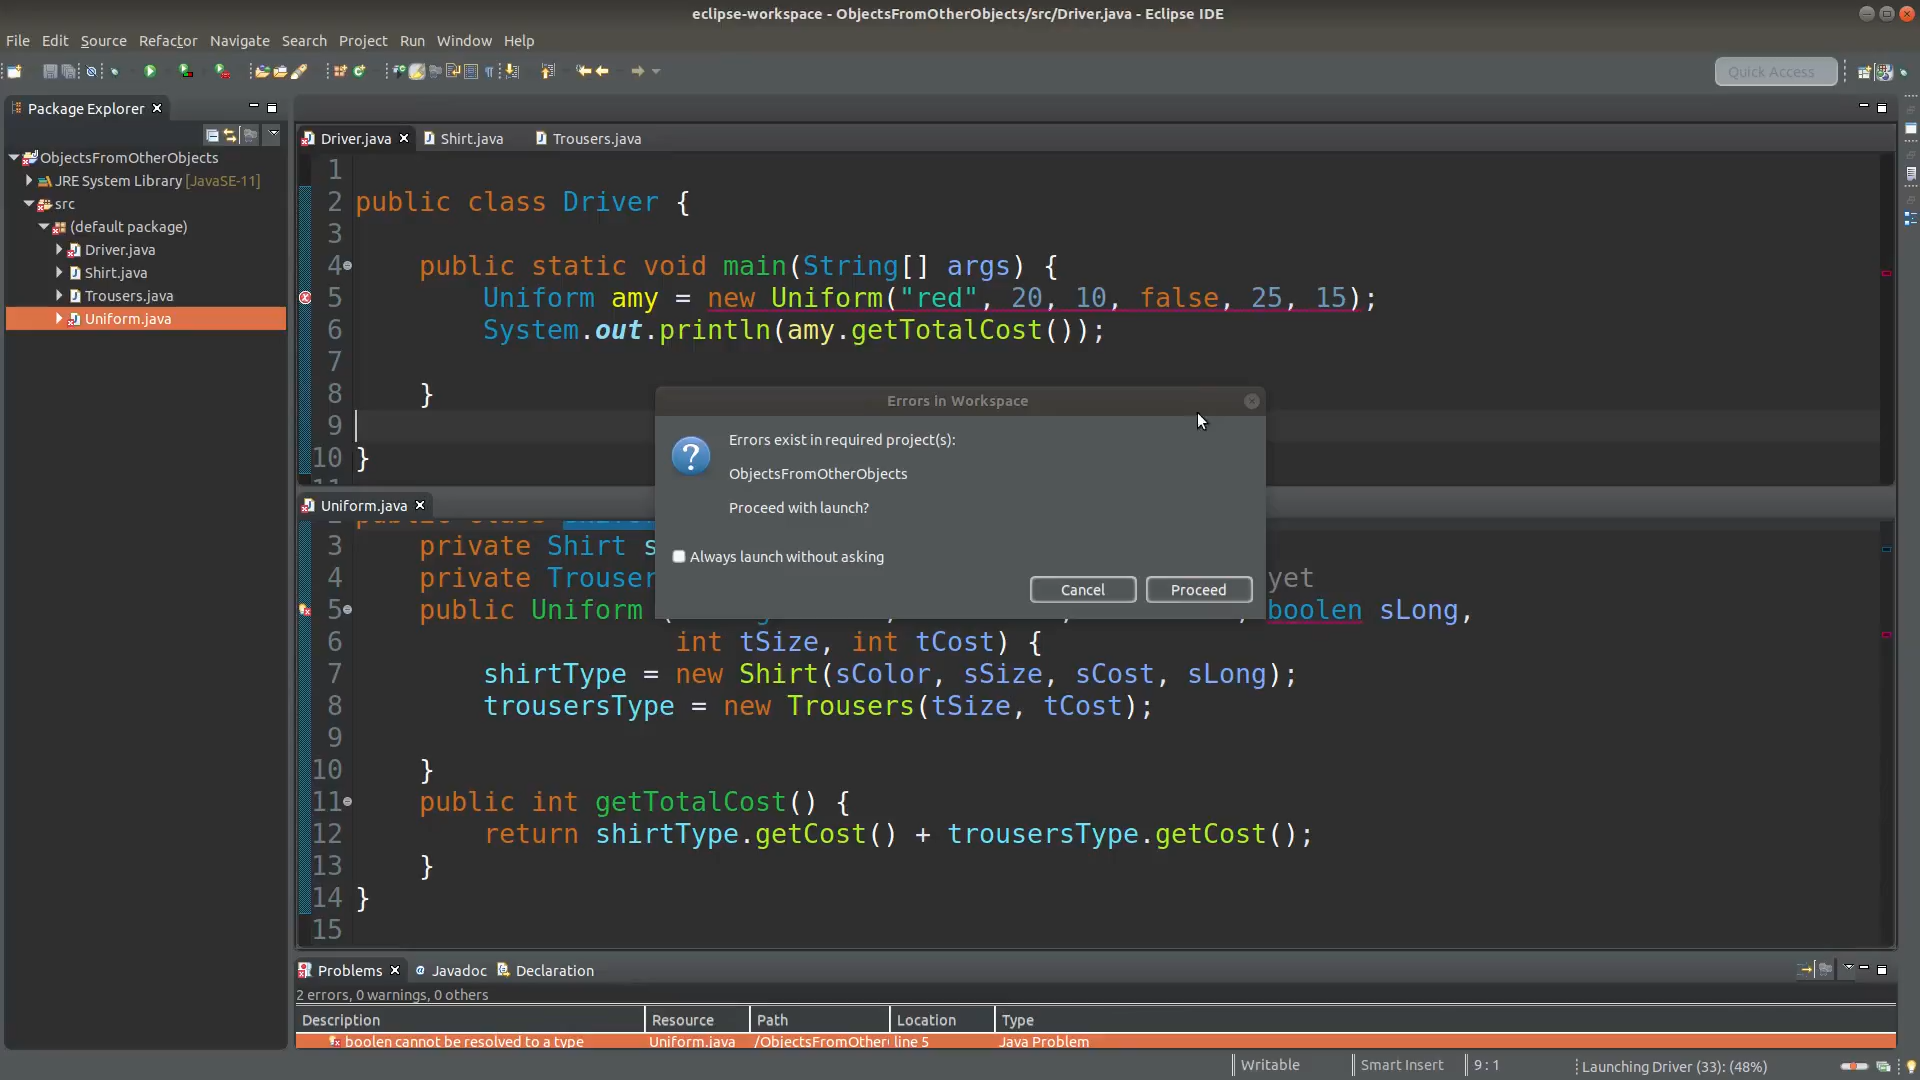 eclipse-workspace - ObjectsFromOtherObjects/src/Driver.java - Eclipse IDE
File Edit Source Refactor Navigate Search Project Run Window Help
Quick Access
Package Explorer
ObjectsFromOtherObjects
JRE System Library [JavaSE-11]
src
(default package)
Driver.java
Shirt.java
Trousers.java
Uniform.java
Driver.java Shirt.java Trousers.java
1
2 public class Driver {
3
4 public static void main(String[] args) {
5 Uniform amy = new Uniform("red", 20, 10, false, 25, 15);
6 System.out.println(amy.getTotalCost());
7
8 }
9
10 }
Errors in Workspace
Errors exist in required project(s):
ObjectsFromOtherObjects
Proceed with launch?
Always launch without asking
Cancel Proceed
Uniform.java
3 private Shirt s
4 private Trouser yet
5 public Uniform ( boolen sLong,
6 int tSize, int tCost) {
7 shirtType = new Shirt(sColor, sSize, sCost, sLong);
8 trousersType = new Trousers(tSize, tCost);
9
10 }
11 public int getTotalCost() {
12 return shirtType.getCost() + trousersType.getCost();
13 }
14 }
15
Problems Javadoc Declaration
2 errors, 0 warnings, 0 others
Description Resource Path Location Type
boolen cannot be resolved to a type Uniform.java /ObjectsFromOther line 5 Java Problem
Writable Smart Insert 9 : 1 Launching Driver (33): (48%)